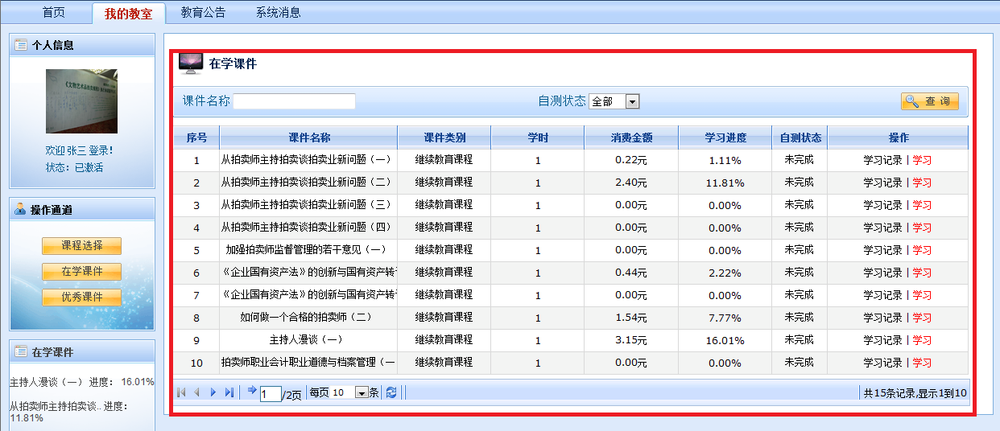 首页 我的教室 教育公告 系统消息
个人信息
欢迎 张三 登录!
状态: 已激活
操作通道
课程选择
在学课件
优秀课件
在学课件
主持人漫谈（一） 进度: 16.01%
从拍卖师主持拍卖谈.. 进度:
11.81%
在学课件
课件名称 自测状态 全部 查 询
序号 课件名称 课件类别 学时 消费金额 学习进度 自测状态 操作
1 从拍卖师主持拍卖谈拍卖业新问题（一） 继续教育课程 1 0.22元 1.11% 未完成 学习记录 | 学习
2 从拍卖师主持拍卖谈拍卖业新问题（二） 继续教育课程 1 2.40元 11.81% 未完成 学习记录 | 学习
3 从拍卖师主持拍卖谈拍卖业新问题（三） 继续教育课程 1 0.00元 0.00% 未完成 学习记录 | 学习
4 从拍卖师主持拍卖谈拍卖业新问题（四） 继续教育课程 1 0.00元 0.00% 未完成 学习记录 | 学习
5 加强拍卖师监督管理的若干意见（一） 继续教育课程 1 0.00元 0.00% 未完成 学习记录 | 学习
6 《企业国有资产法》的创新与国有资产转 继续教育课程 1 0.44元 2.22% 未完成 学习记录 | 学习
7 《企业国有资产法》的创新与国有资产转 继续教育课程 1 0.00元 0.00% 未完成 学习记录 | 学习
8 如何做一个合格的拍卖师（二） 继续教育课程 1 1.54元 7.77% 未完成 学习记录 | 学习
9 主持人漫谈（一） 继续教育课程 1 3.15元 16.01% 未完成 学习记录 | 学习
10 拍卖师职业会计职业道德与档案管理（一 继续教育课程 1 0.00元 0.00% 未完成 学习记录 | 学习
1 /2页 每页 10 条 共15条记录,显示1到10